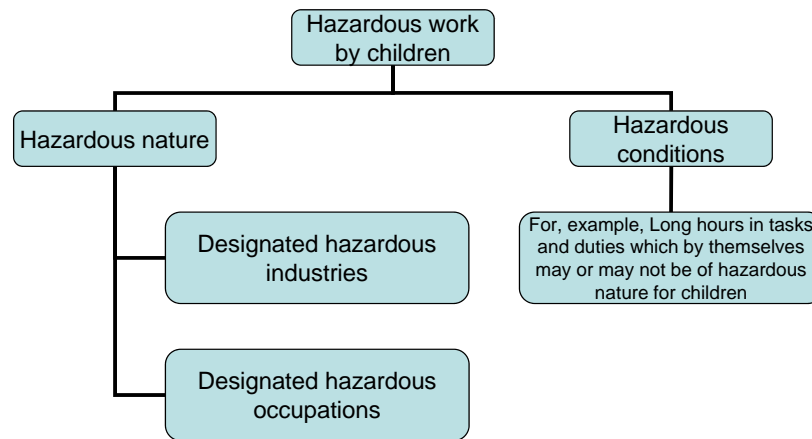 Hazardous work
by children
Hazardous nature
Hazardous
conditions
Designated hazardous
industries
For, example, Long hours in tasks
and duties which by themselves
may or may not be of hazardous
nature for children
Designated hazardous
occupations